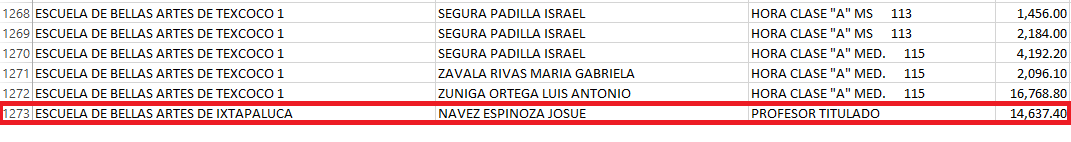 1268 ESCUELA DE BELLAS ARTES DE TEXCOCO 1 SEGURA PADILLA ISRAEL HORA CLASE "A" MS 113 1,456.00
1269 ESCUELA DE BELLAS ARTES DE TEXCOCO 1 SEGURA PADILLA ISRAEL HORA CLASE "A" MS 113 2,184.00
1270 ESCUELA DE BELLAS ARTES DE TEXCOCO 1 SEGURA PADILLA ISRAEL HORA CLASE "A" MED. 115 4,192.20
1271 ESCUELA DE BELLAS ARTES DE TEXCOCO 1 ZAVALA RIVAS MARIA GABRIELA HORA CLASE "A" MED. 115 2,096.10
1272 ESCUELA DE BELLAS ARTES DE TEXCOCO 1 ZUNIGA ORTEGA LUIS ANTONIO HORA CLASE "A" MED. 115 16,768.80
1273 ESCUELA DE BELLAS ARTES DE IXTAPALUCA NAVEZ ESPINOZA JOSUE PROFESOR TITULADO 14,637.40